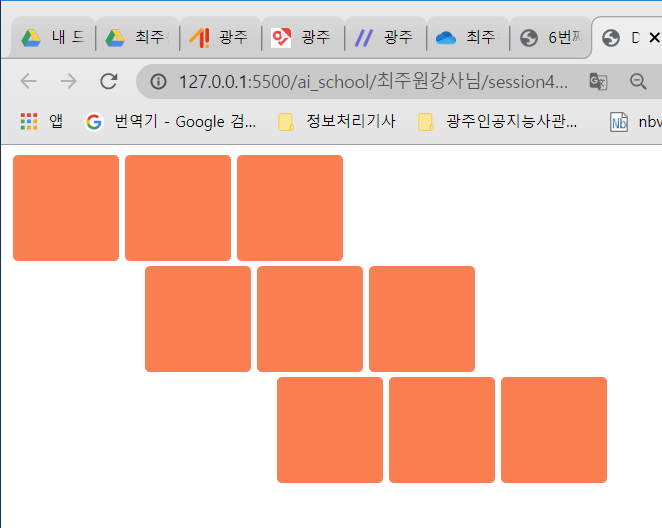 내 드
최주
광주
광주
광주
최주
6번째
D
127.0.0.1:5500/ai_school/최주원강사님/session4...
앱
번역기 - Google 검...
정보처리기사
광주인공지능사관...
nbv